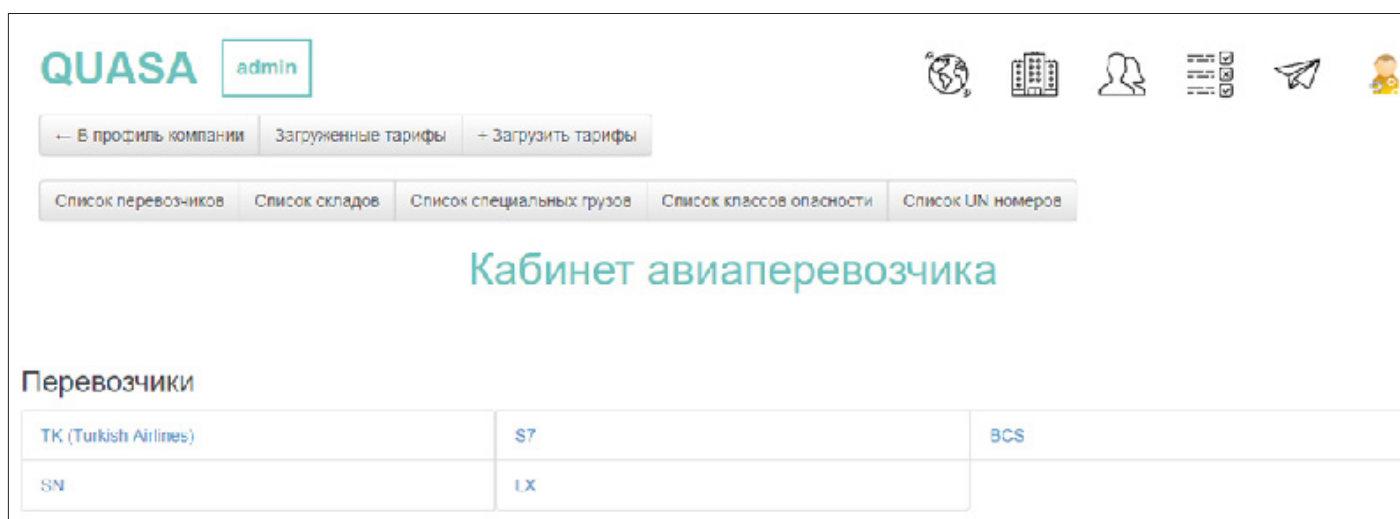 QUASA admin
← В профиль компании Загруженные тарифы + Загрузить тарифы
Список перевозчиков Список складов Список специальных грузов Список классов опасности Список UN номеров
Кабинет авиаперевозчика
Перевозчики
TK (Turkish Airlines) S7 BCS
SN LX